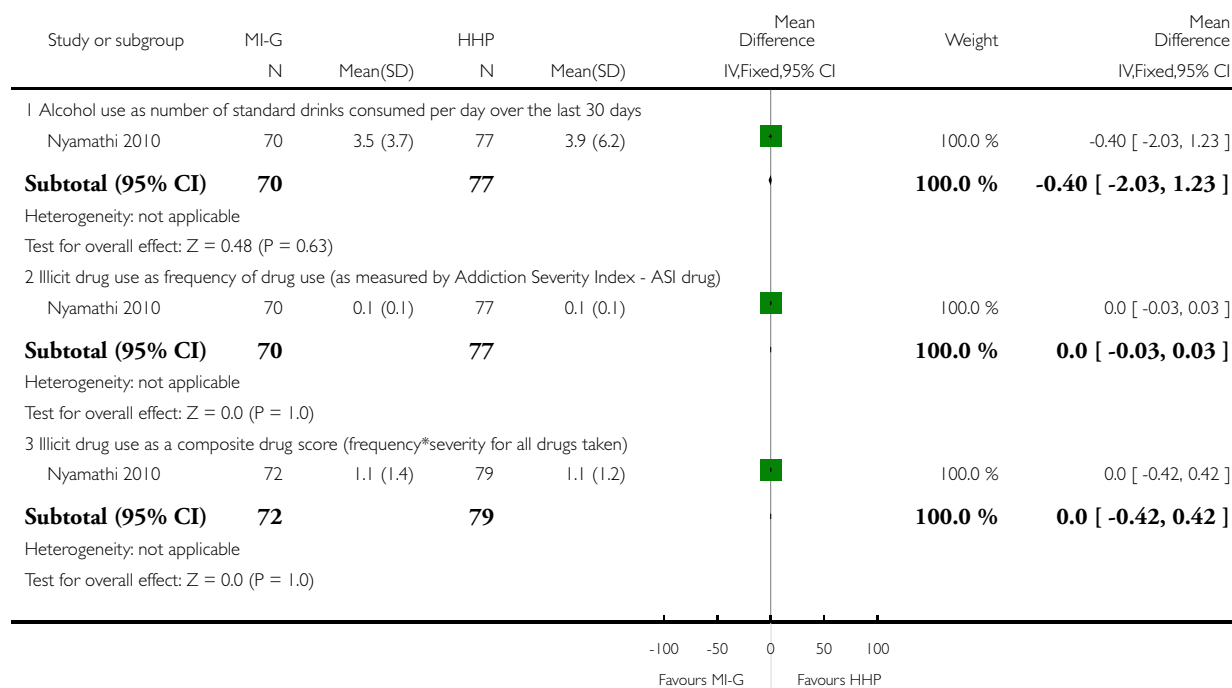 Study or subgroup MI-G HHP Mean Difference Weight Mean Difference
N Mean(SD) N Mean(SD) IV,Fixed,95% CI IV,Fixed,95% CI
1 Alcohol use as number of standard drinks consumed per day over the last 30 days
Nyamathi 2010 70 3.5 (3.7) 77 3.9 (6.2) 100.0 % -0.40 [ -2.03, 1.23 ]
Subtotal (95% CI) 70 77 100.0 % -0.40 [ -2.03, 1.23 ]
Heterogeneity: not applicable
Test for overall effect: Z = 0.48 (P = 0.63)
2 Illicit drug use as frequency of drug use (as measured by Addiction Severity Index - ASI drug)
Nyamathi 2010 70 0.1 (0.1) 77 0.1 (0.1) 100.0 % 0.0 [ -0.03, 0.03 ]
Subtotal (95% CI) 70 77 100.0 % 0.0 [ -0.03, 0.03 ]
Heterogeneity: not applicable
Test for overall effect: Z = 0.0 (P = 1.0)
3 Illicit drug use as a composite drug score (frequency*severity for all drugs taken)
Nyamathi 2010 72 1.1 (1.4) 79 1.1 (1.2) 100.0 % 0.0 [ -0.42, 0.42 ]
Subtotal (95% CI) 72 79 100.0 % 0.0 [ -0.42, 0.42 ]
Heterogeneity: not applicable
Test for overall effect: Z = 0.0 (P = 1.0)
-100 -50 0 50 100
Favours MI-G Favours HHP